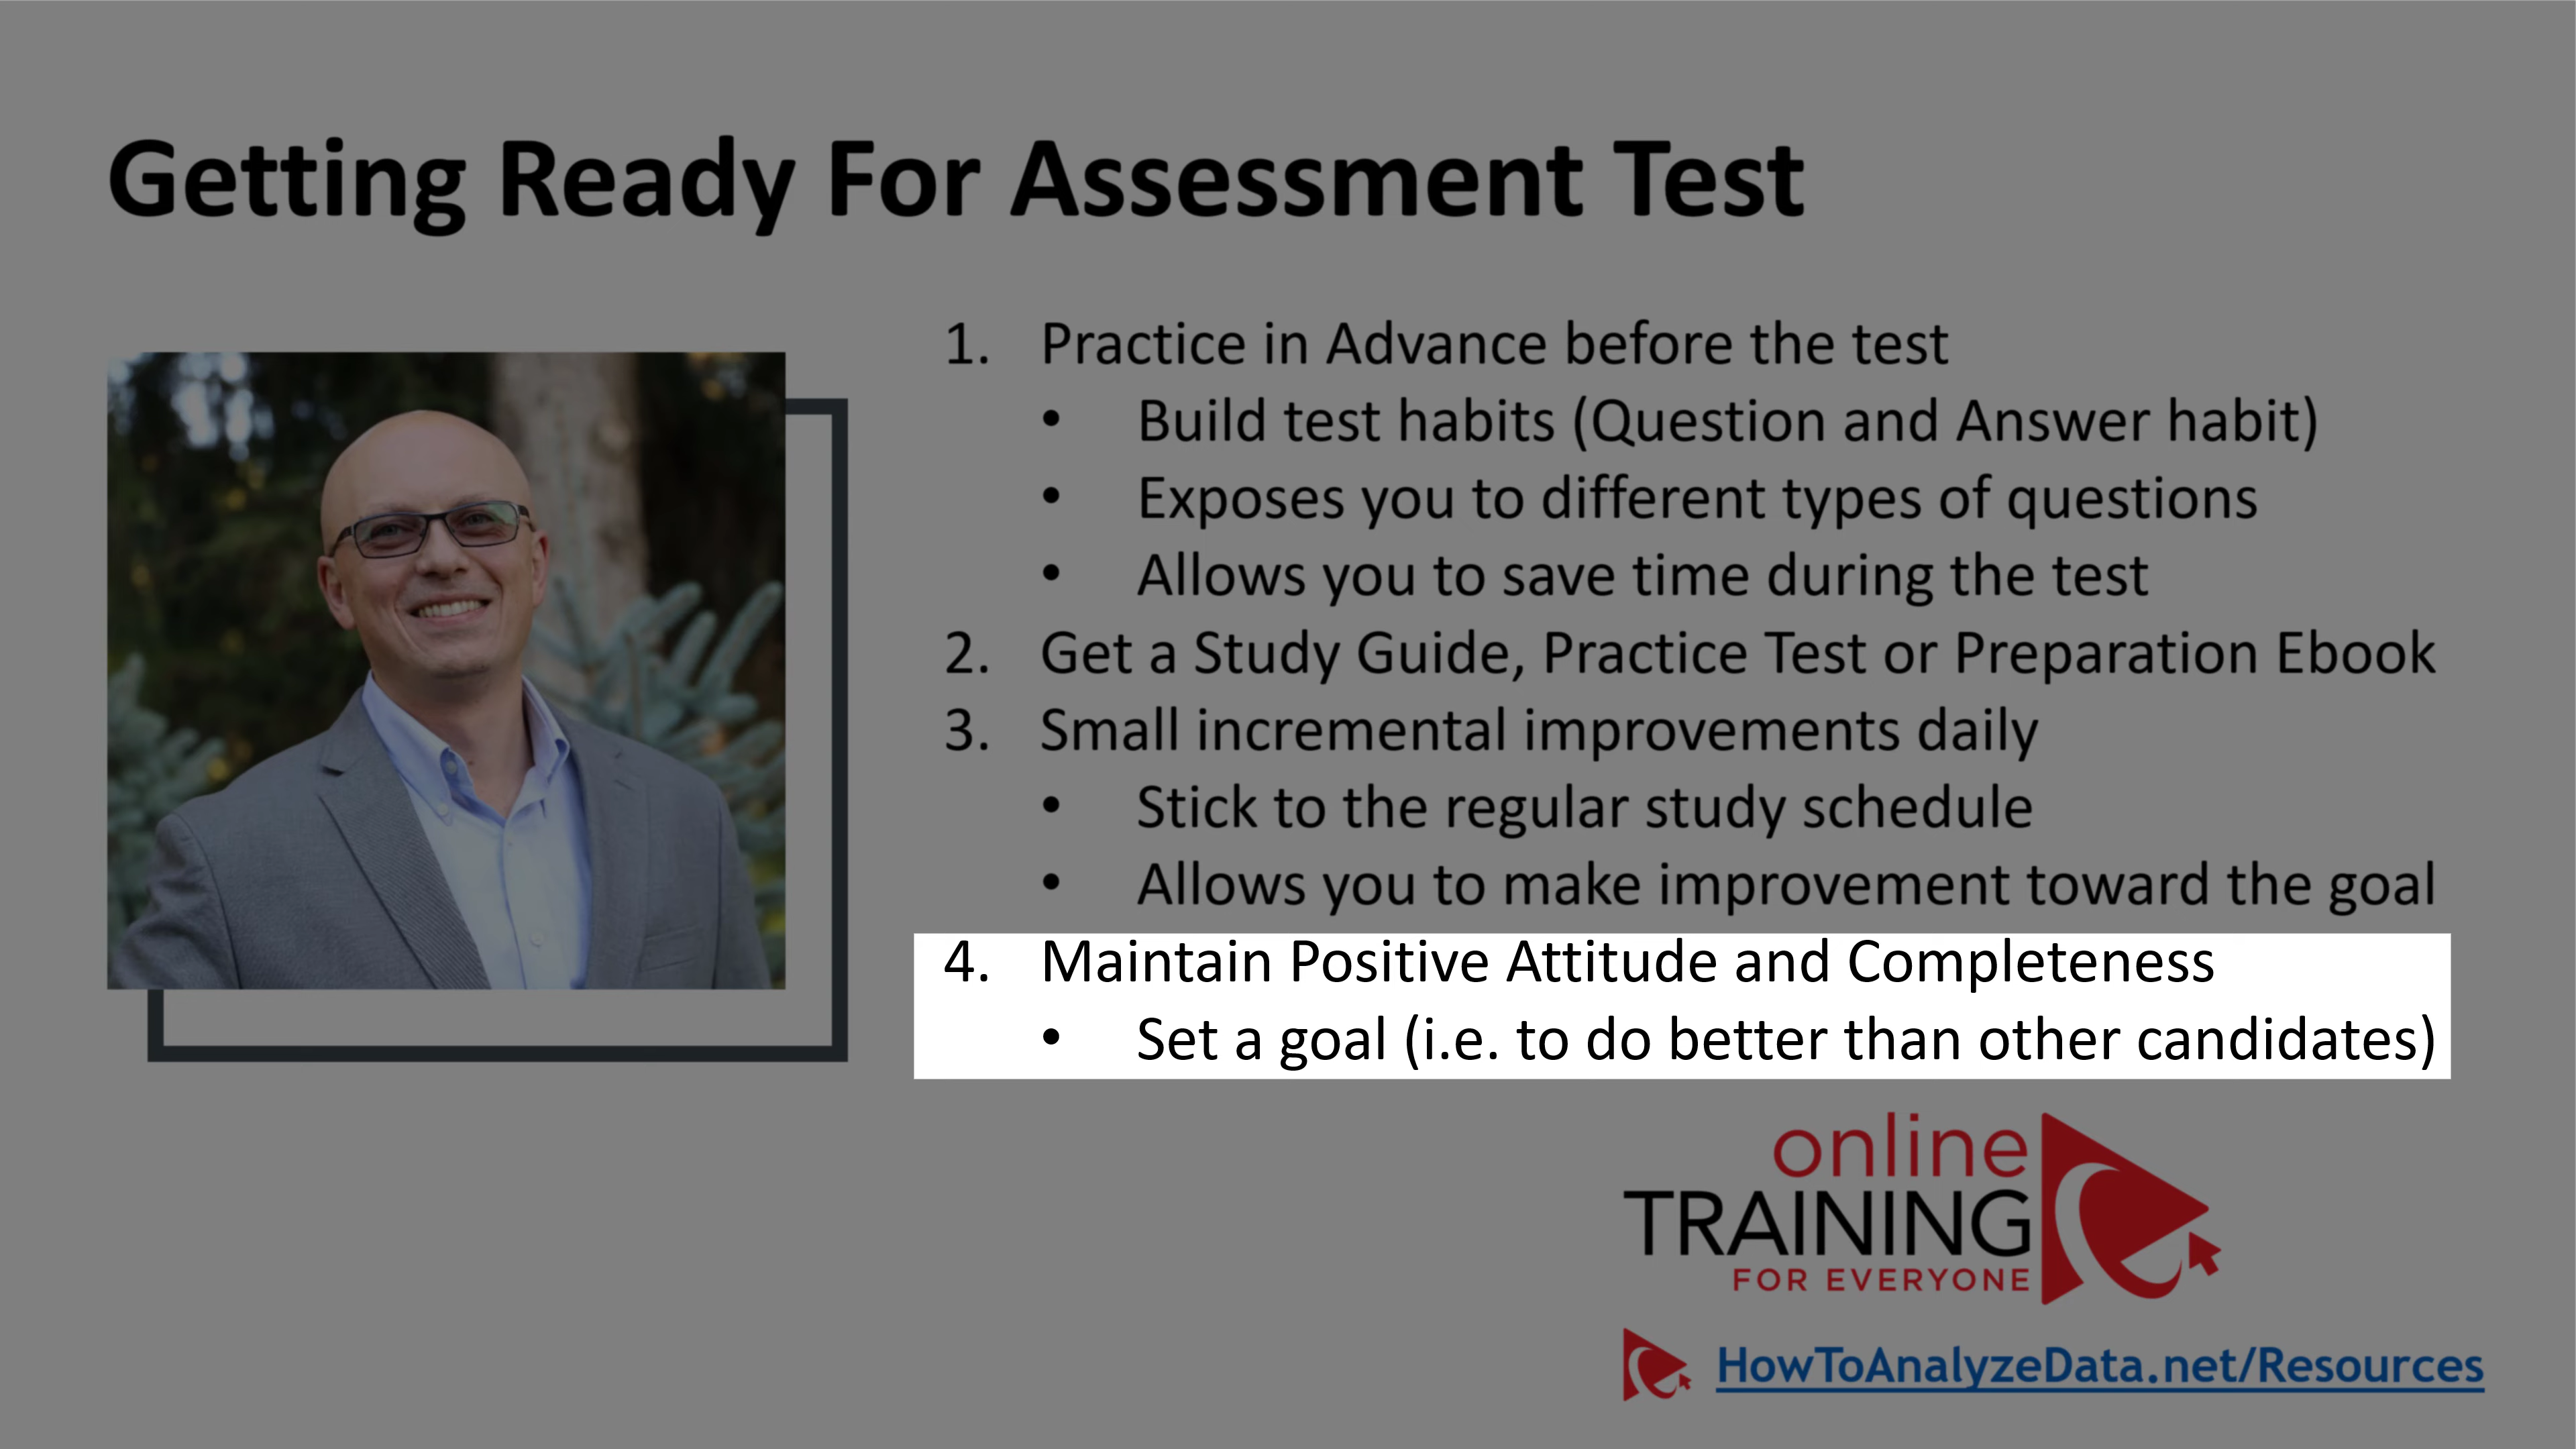 Getting Ready For Assessment Test
1. Practice in Advance before the test
• Build test habits (Question and Answer habit)
• Exposes you to different types of questions
• Allows you to save time during the test
2. Get a Study Guide, Practice Test or Preparation Ebook
3. Small incremental improvements daily
• Stick to the regular study schedule
• Allows you to make improvement toward the goal
4. Maintain Positive Attitude and Completeness
• Set a goal (i.e. to do better than other candidates)
online
TRAINING
FOR EVERYONE
HowToAnalyzeData.net/Resources